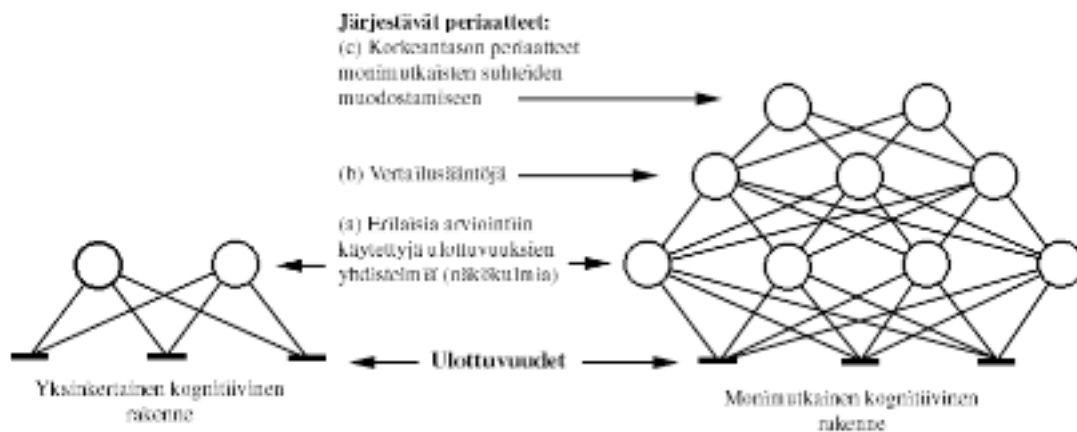 Järjestävät periaatteet:
(c) Korkeantason periaatteet
monimutkaisten suhteiden
muodostamiseen
(b) Vertailusääntöjä
(a) Erilaisia arviointiin
käytettyjä ulottuvuuksien
yhdistelmiä (näkökulmia)
Ulottuvuudet
Yksinkertainen kognitiivinen
rakenne
Monimutkainen kognitiivinen
rakenne